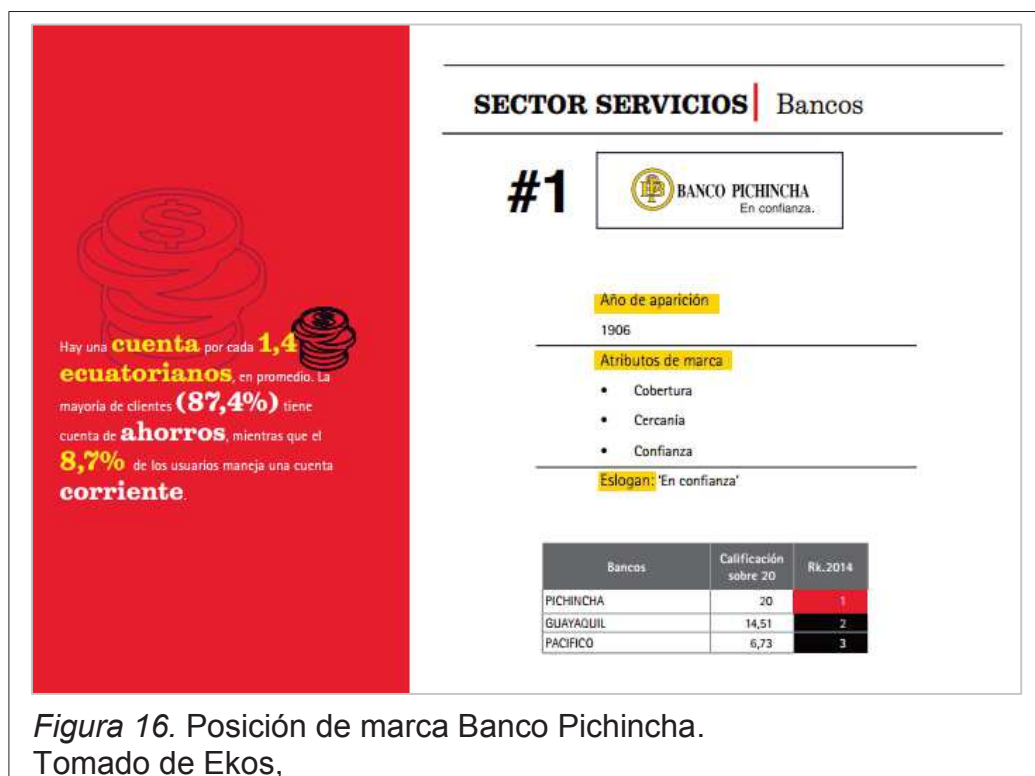 Hay una cuenta por cada 1,4
ecuatorianos, en promedio. La
mayoría de clientes (87,4%) tiene
cuenta de ahorros, mientras que el
8,7% de los usuarios maneja una cuenta
corriente.
SECTOR SERVICIOS | Bancos
#1
BANCO PICHINCHA
En confianza.
Año de aparición
1906
Atributos de marca
• Cobertura
• Cercanía
• Confianza
Eslogan: 'En confianza'
Bancos Calificación sobre 20 Rk.2014
PICHINCHA 20 1
GUAYAQUIL 14,51 2
PACIFICO 6,73 3
Figura 16. Posición de marca Banco Pichincha.
Tomado de Ekos,